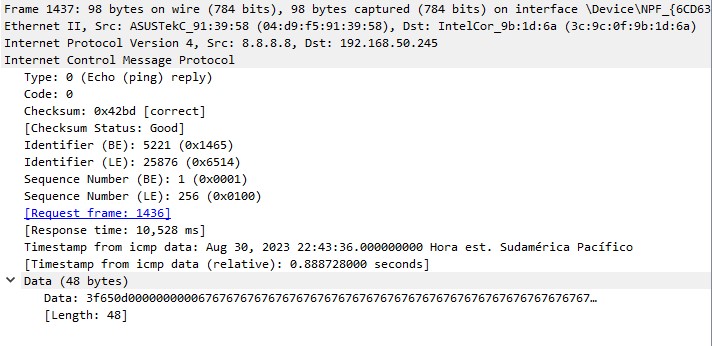 Frame 1437: 98 bytes on wire (784 bits), 98 bytes captured (784 bits) on interface \Device\NPF_{6CD63
Ethernet II, Src: ASUSTekC_91:39:58 (04:d9:f5:91:39:58), Dst: IntelCor_9b:1d:6a (3c:9c:0f:9b:1d:6a)
Internet Protocol Version 4, Src: 8.8.8.8, Dst: 192.168.50.245
Internet Control Message Protocol
Type: 0 (Echo (ping) reply)
Code: 0
Checksum: 0x42bd [correct]
[Checksum Status: Good]
Identifier (BE): 5221 (0x1465)
Identifier (LE): 25876 (0x6514)
Sequence Number (BE): 1 (0x0001)
Sequence Number (LE): 256 (0x0100)
[Request frame: 1436]
[Response time: 10,528 ms]
Timestamp from icmp data: Aug 30, 2023 22:43:36.000000000 Hora est. Sudamérica Pacífico
[Timestamp from icmp data (relative): 0.888728000 seconds]
Data (48 bytes)
Data: 3f650d0000000000676767676767676767676767676767676767676767676767676767…
[Length: 48]